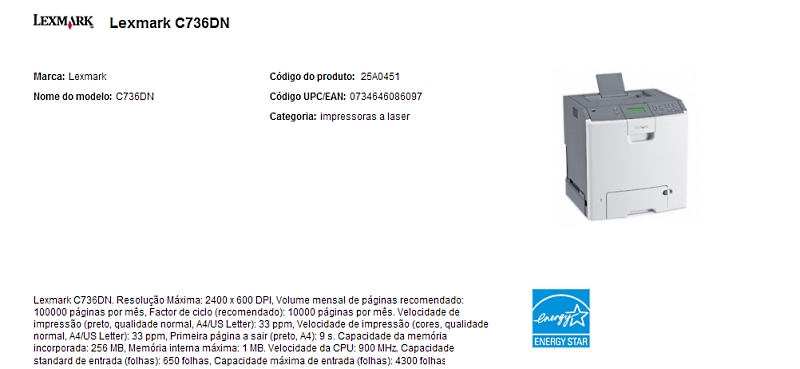 LEXMARK Lexmark C736DN
Marca: Lexmark Código do produto: 25A0451
Nome do modelo: C736DN Código UPC/EAN: 0734646086097
Categoria: impressoras a laser
Lexmark C736DN. Resolução Máxima: 2400 x 600 DPI, Volume mensal de páginas recomendado:
100000 páginas por mês, Factor de ciclo (recomendado): 10000 páginas por mês. Velocidade de
impressão (preto, qualidade normal, A4/US Letter): 33 ppm, Velocidade de impressão (cores, qualidade
normal, A4/US Letter): 33 ppm, Primeira página a sair (preto, A4): 9 s. Capacidade da memória
incorporada: 256 MB, Memória interna máxima: 1 MB. Velocidade da CPU: 900 MHz. Capacidade
standard de entrada (folhas): 650 folhas, Capacidade máxima de entrada (folhas): 4300 folhas
energy
ENERGY STAR